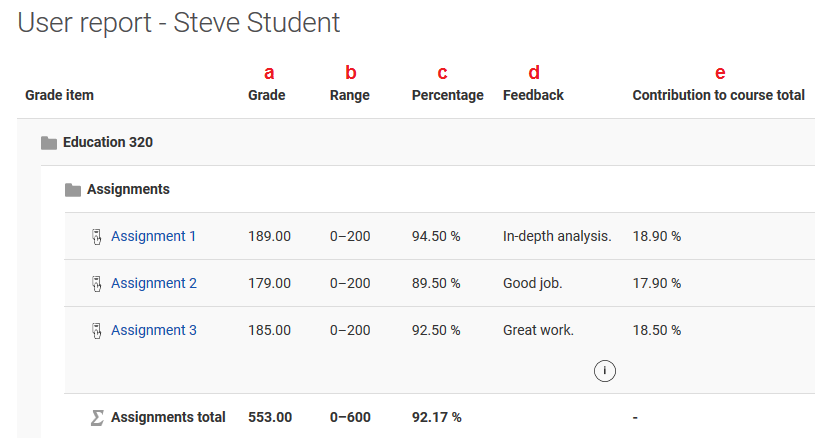 User report - Steve Student
a b c d e
Grade item Grade Range Percentage Feedback Contribution to course total
Education 320
Assignments
Assignment 1 189.00 0–200 94.50 % In-depth analysis. 18.90 %
Assignment 2 179.00 0–200 89.50 % Good job. 17.90 %
Assignment 3 185.00 0–200 92.50 % Great work. 18.50 %
i
Σ Assignments total 553.00 0–600 92.17 % -